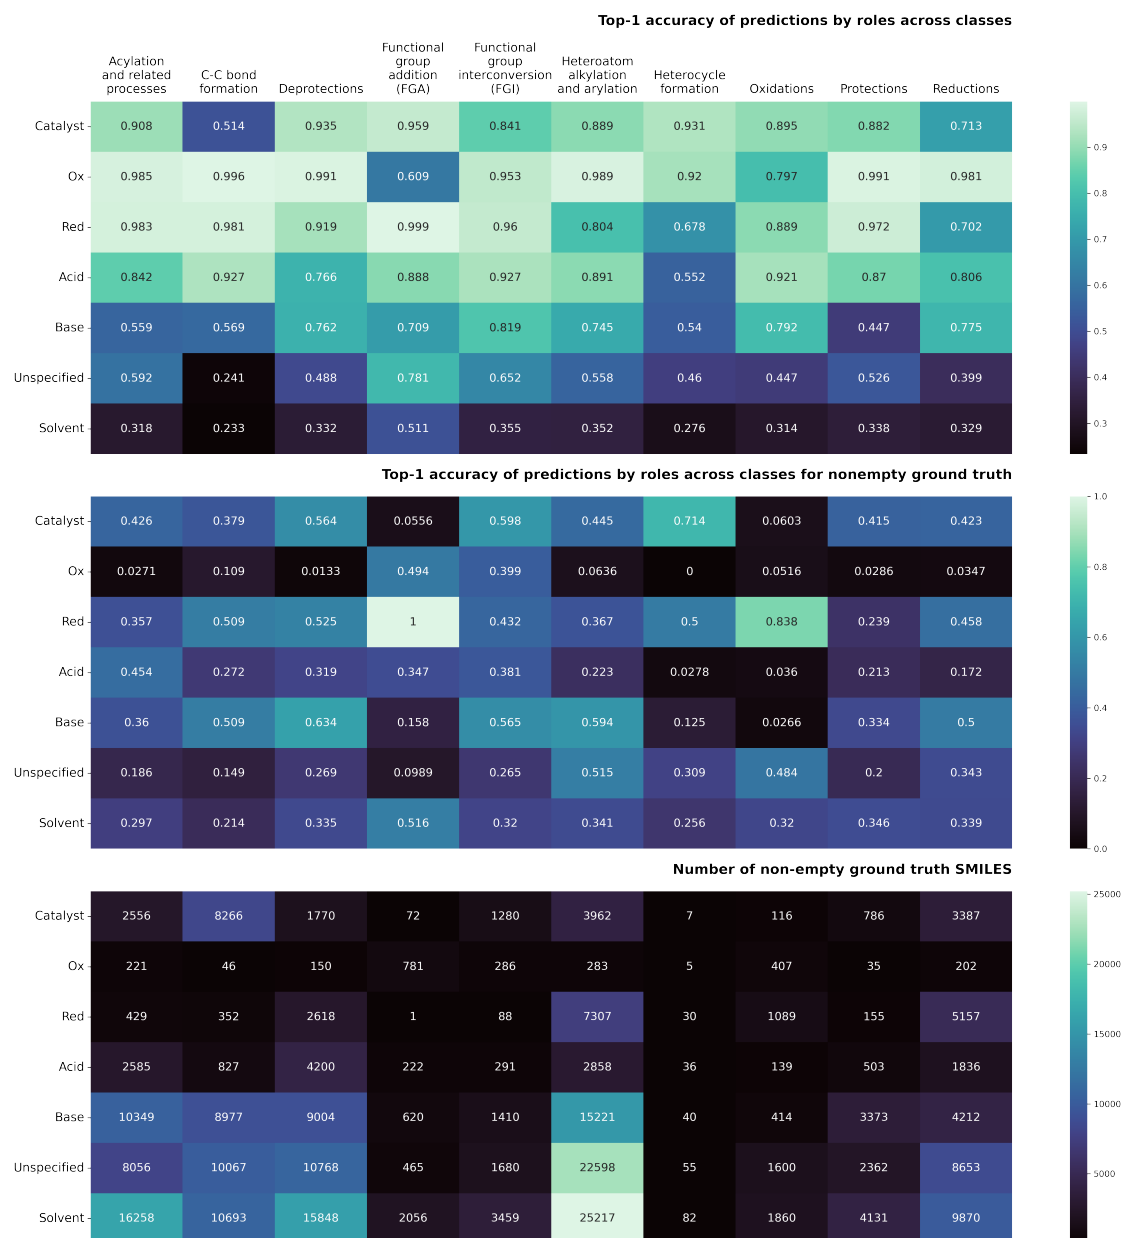 Top-1 accuracy of predictions by roles across classes
Acylation and related processes
C-C bond formation
Deprotections
Functional group addition (FGA)
Functional group interconversion (FGI)
Heteroatom alkylation and arylation
Heterocycle formation
Oxidations
Protections
Reductions
Catalyst 0.908 0.514 0.935 0.959 0.841 0.889 0.931 0.895 0.882 0.713
Ox 0.985 0.996 0.991 0.609 0.953 0.989 0.92 0.797 0.991 0.981
Red 0.983 0.981 0.919 0.999 0.96 0.804 0.678 0.889 0.972 0.702
Acid 0.842 0.927 0.766 0.888 0.927 0.891 0.552 0.921 0.87 0.806
Base 0.559 0.569 0.762 0.709 0.819 0.745 0.54 0.792 0.447 0.775
Unspecified 0.592 0.241 0.488 0.781 0.652 0.558 0.46 0.447 0.526 0.399
Solvent 0.318 0.233 0.332 0.511 0.355 0.352 0.276 0.314 0.338 0.329
0.9
0.8
0.7
0.6
0.5
0.4
0.3
Top-1 accuracy of predictions by roles across classes for nonempty ground truth
Catalyst 0.426 0.379 0.564 0.0556 0.598 0.445 0.714 0.0603 0.415 0.423
Ox 0.0271 0.109 0.0133 0.494 0.399 0.0636 0 0.0516 0.0286 0.0347
Red 0.357 0.509 0.525 1 0.432 0.367 0.5 0.838 0.239 0.458
Acid 0.454 0.272 0.319 0.347 0.381 0.223 0.0278 0.036 0.213 0.172
Base 0.36 0.509 0.634 0.158 0.565 0.594 0.125 0.0266 0.334 0.5
Unspecified 0.186 0.149 0.269 0.0989 0.265 0.515 0.309 0.484 0.2 0.343
Solvent 0.297 0.214 0.335 0.516 0.32 0.341 0.256 0.32 0.346 0.339
1.0
0.8
0.6
0.4
0.2
0.0
Number of non-empty ground truth SMILES
Catalyst 2556 8266 1770 72 1280 3962 7 116 786 3387
Ox 221 46 150 781 286 283 5 407 35 202
Red 429 352 2618 1 88 7307 30 1089 155 5157
Acid 2585 827 4200 222 291 2858 36 139 503 1836
Base 10349 8977 9004 620 1410 15221 40 414 3373 4212
Unspecified 8056 10067 10768 465 1680 22598 55 1600 2362 8653
Solvent 16258 10693 15848 2056 3459 25217 82 1860 4131 9870
25000
20000
15000
10000
5000